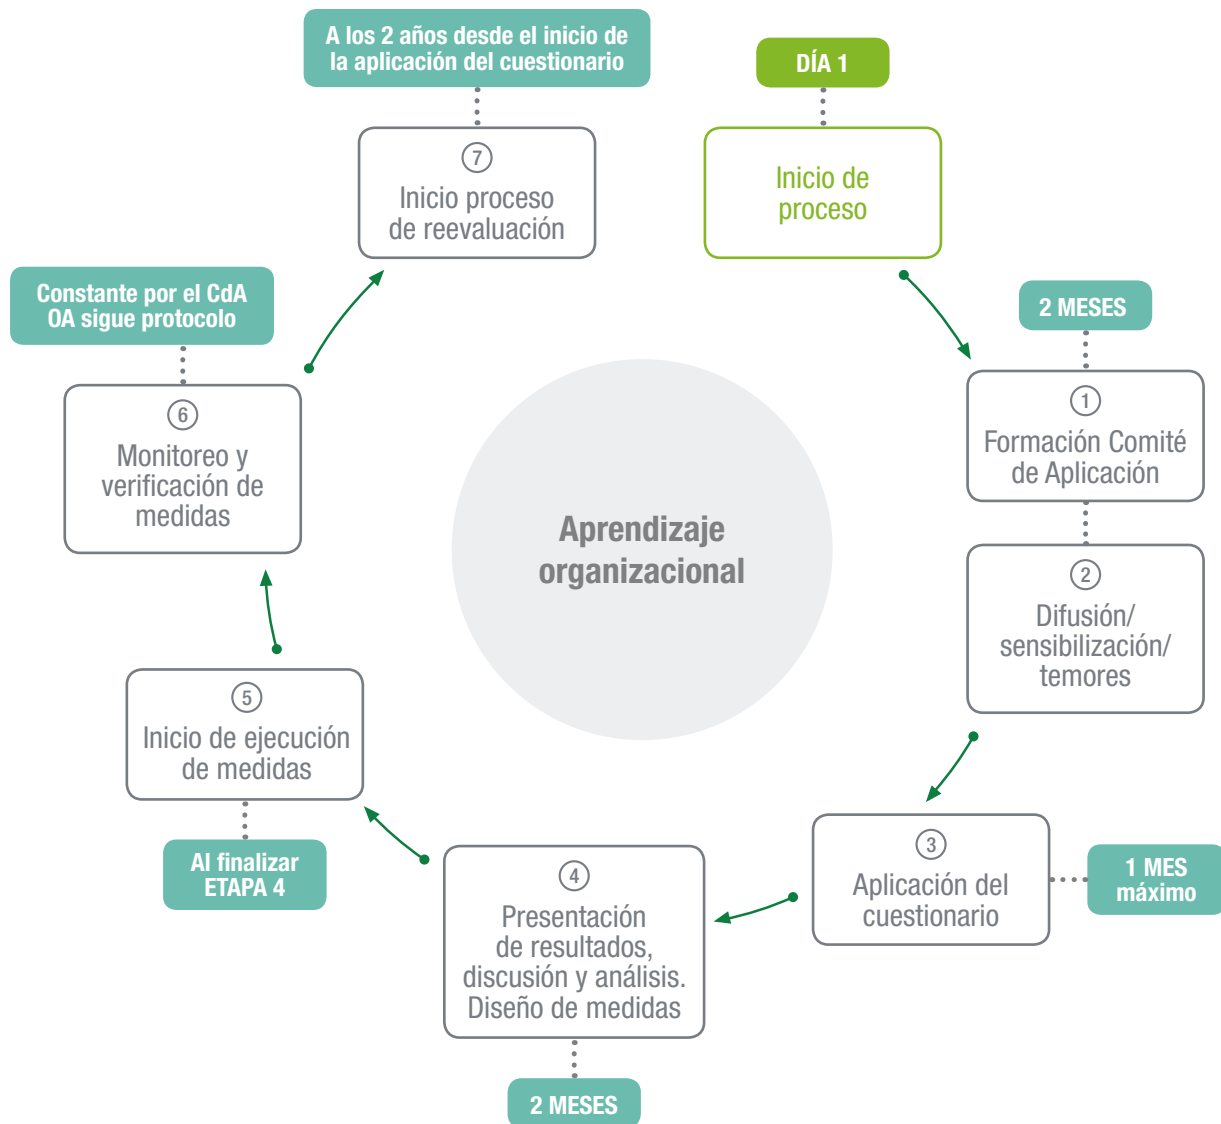 DÍA 1
Inicio de
proceso
2 MESES
1
Formación Comité
de Aplicación
2
Difusión/
sensibilización/
temores
3
Aplicación del
cuestionario
1 MES
máximo
4
Presentación
de resultados,
discusión y análisis.
Diseño de medidas
2 MESES
5
Inicio de ejecución
de medidas
Al finalizar
ETAPA 4
Constante por el CdA
OA sigue protocolo
6
Monitoreo y
verificación de
medidas
A los 2 años desde el inicio de
la aplicación del cuestionario
7
Inicio proceso
de reevaluación
Aprendizaje
organizacional